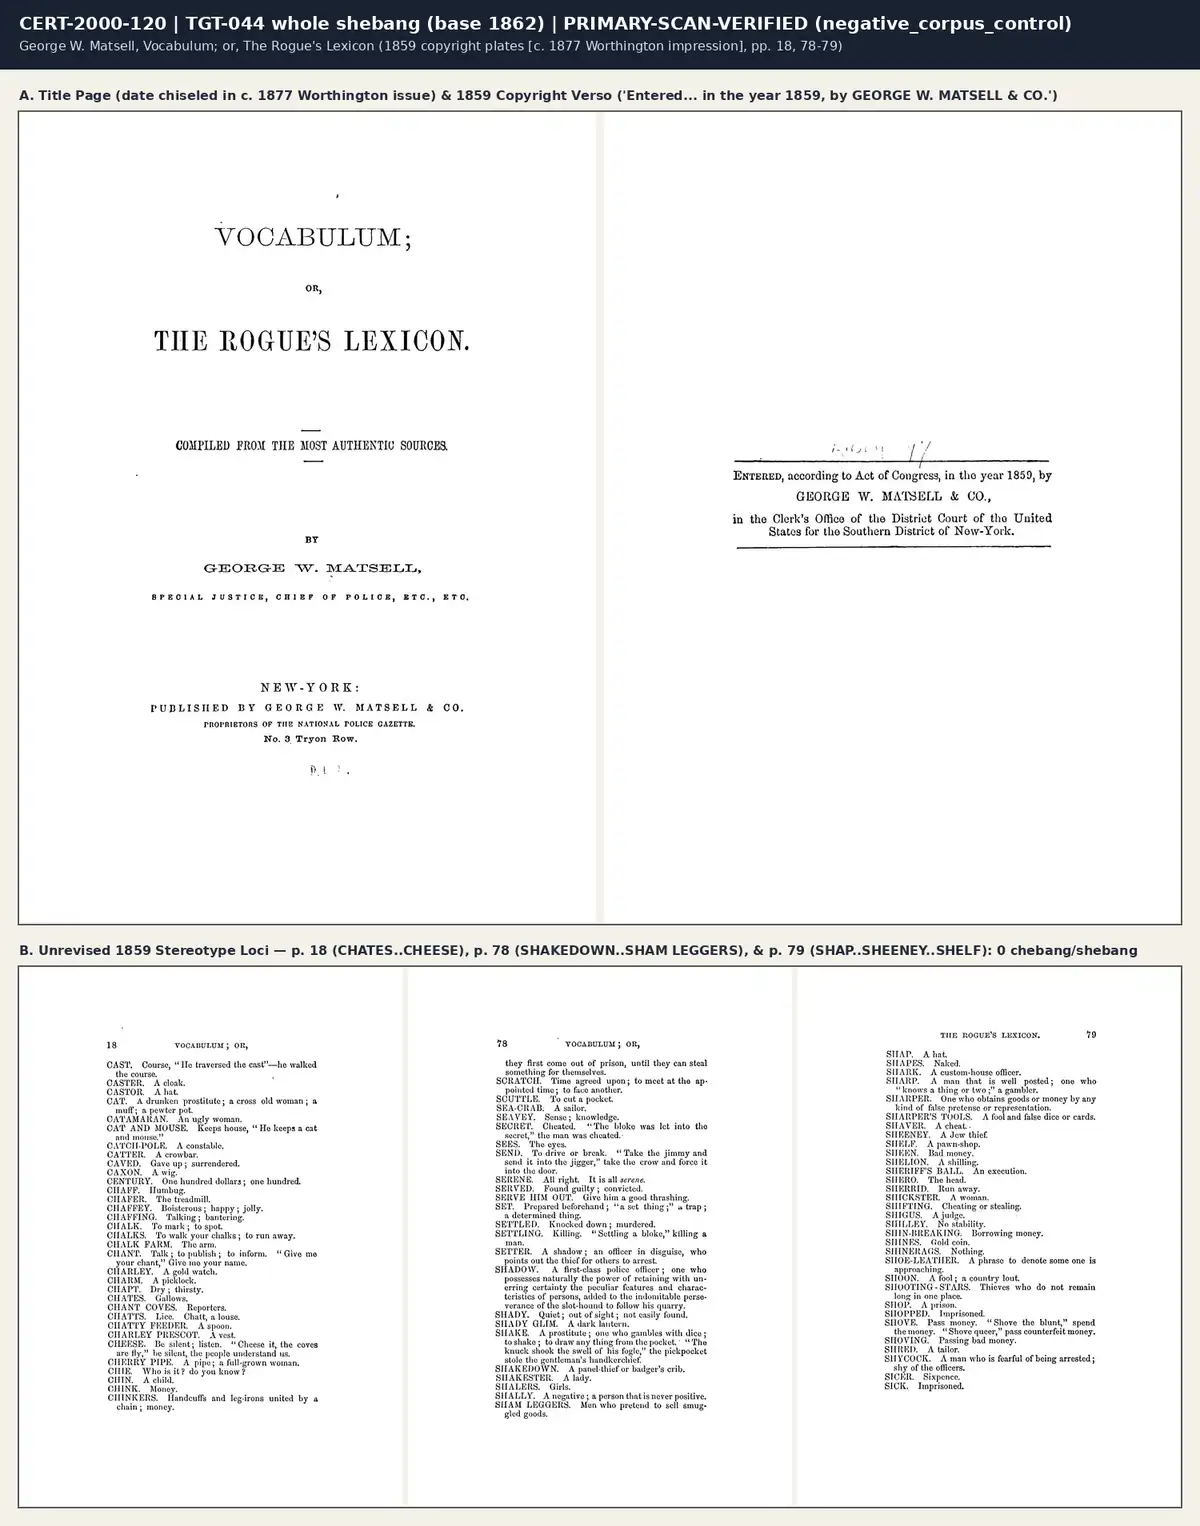 CERT-2000-120 | TGT-044 whole shebang (base 1862) | PRIMARY-SCAN-VERIFIED (negative_corpus_control)
George W. Matsell, Vocabulum; or, The Rogue's Lexicon (1859 copyright plates [c. 1877 Worthington impression], pp. 18, 78-79)
A. Title Page (date chiseled in c. 1877 Worthington issue) & 1859 Copyright Verso ('Entered... in the year 1859, by GEORGE W. MATSELL & CO.')
VOCABULUM;
OR,
THE ROGUE'S LEXICON.
COMPILED FROM THE MOST AUTHENTIC SOURCES.
BY
GEORGE W. MATSELL,
SPECIAL JUSTICE, CHIEF OF POLICE, ETC., ETC.
NEW-YORK:
PUBLISHED BY GEORGE W. MATSELL & CO.
PROPRIETORS OF THE NATIONAL POLICE GAZETTE.
No. 3 Tryon Row.
ENTERED, according to Act of Congress, in the year 1859, by
GEORGE W. MATSELL & CO.,
in the Clerk's Office of the District Court of the United
States for the Southern District of New-York.
B. Unrevised 1859 Stereotype Loci — p. 18 (CHATES..CHEESE), p. 78 (SHAKEDOWN..SHAM LEGGERS), & p. 79 (SHAP..SHEENEY..SHELF): 0 chebang/shebang
18 VOCABULUM; OR,
CAST. Course, "He traversed the cast"—he walked
the course.
CASTER. A cloak.
CASTOR. A hat.
CAT. A drunken prostitute; a cross old woman; a
muff; a pewter pot.
CATAMARAN. An ugly woman.
CAT AND MOUSE. Keeps house, "He keeps a cat
and mouse."
CATCH-POLE. A constable.
CATTER. A crowbar.
CAVED. Gave up; surrendered.
CAXON. A wig.
CENTURY. One hundred dollars; one hundred.
CHAFF. Humbug.
CHAFER. The treadmill.
CHAFFEY. Boisterous; happy; jolly.
CHAFFING. Talking; bantering.
CHALK. To mark; to spot.
CHALKS. To walk your chalks; to run away.
CHALK FARM. The arm.
CHANT. Talk; to publish; to inform. "Give me
your chant," Give me your name.
CHARLEY. A gold watch.
CHARM. A picklock.
CHAPT. Dry; thirsty.
CHATES. Gallows.
CHANT COVES. Reporters.
CHATTS. Lice. Chatt, a louse.
CHATTY FEEDER. A spoon.
CHARLEY PRESCOT. A vest.
CHEESE. Be silent; listen. "Cheese it, the coves
are fly," be silent, the people understand us.
CHERRY PIPE. A pipe; a full-grown woman.
CHIE. Who is it? do you know?
CHIN. A child.
CHINK. Money.
CHINKERS. Handcuffs and leg-irons united by a
chain; money.
78 VOCABULUM; OR,
they first come out of prison, until they can steal
something for themselves.
SCRATCH. Time agreed upon; to meet at the ap-
pointed time; to face another.
SCUTTLE. To cut a pocket.
SEA-CRAB. A sailor.
SEAVEY. Sense; knowledge.
SECRET. Cheated. "The bloke was let into the
secret," the man was cheated.
SEES. The eyes.
SEND. To drive or break. "Take the jimmy and
send it into the jigger," take the crow and force it
into the door.
SERENE. All right. It is all serene.
SERVED. Found guilty; convicted.
SERVE HIM OUT. Give him a good thrashing.
SET. Prepared beforehand; "a set thing;" a trap;
a determined thing.
SETTLED. Knocked down; murdered.
SETTLING. Killing. "Settling a bloke," killing a
man.
SETTER. A shadow; an officer in disguise, who
points out the thief for others to arrest.
SHADOW. A first-class police officer; one who
possesses naturally the power of retaining with un-
erring certainty the peculiar features and charac-
teristics of persons, added to the indomitable perse-
verance of the slot-hound to follow his quarry.
SHADY. Quiet; out of sight; not easily found.
SHADY GLIM. A dark lantern.
SHAKE. A prostitute; one who gambles with dice;
to shake; to draw any thing from the pocket. "The
knuck shook the swell of his fogle," the pickpocket
stole the gentleman's handkerchief.
SHAKEDOWN. A panel-thief or badger's crib.
SHAKESTER. A lady.
SHALERS. Girls.
SHALLY. A negative; a person that is never positive.
SHAM LEGGERS. Men who pretend to sell smug-
gled goods.
THE ROGUE'S LEXICON. 79
SHAP. A hat.
SHAPES. Naked.
SHARK. A custom-house officer.
SHARP. A man that is well posted; one who
"knows a thing or two;" a gambler.
SHARPER. One who obtains goods or money by any
kind of false pretense or representation.
SHARPER'S TOOLS. A fool and false dice or cards.
SHAVER. A cheat.
SHEENEY. A Jew thief.
SHELF. A pawn-shop.
SHEEN. Bad money.
SHELION. A shilling.
SHERIFF'S BALL. An execution.
SHERO. The head.
SHERRID. Run away.
SHICKSTER. A woman.
SHIFTING. Cheating or stealing.
SHIGUS. A judge.
SHILLEY. No stability.
SHIN-BREAKING. Borrowing money.
SHINES. Gold coin.
SHINERAGS. Nothing.
SHOE-LEATHER. A phrase to denote some one is
approaching.
SHOON. A fool; a country lout.
SHOOTING-STARS. Thieves who do not remain
long in one place.
SHOP. A prison.
SHOPPED. Imprisoned.
SHOVE. Pass money. "Shove the blunt," spend
the money. "Shove queer," pass counterfeit money.
SHOVING. Passing bad money.
SHRED. A tailor.
SHYCOCK. A man who is fearful of being arrested;
shy of the officers.
SICER. Sixpence.
SICK. Imprisoned.